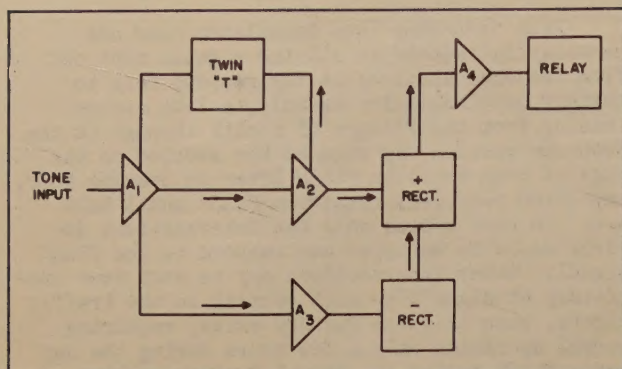 TWIN
"T"
A4
RELAY
TONE
INPUT
A1
A2
+
RECT.
A3
−
RECT.